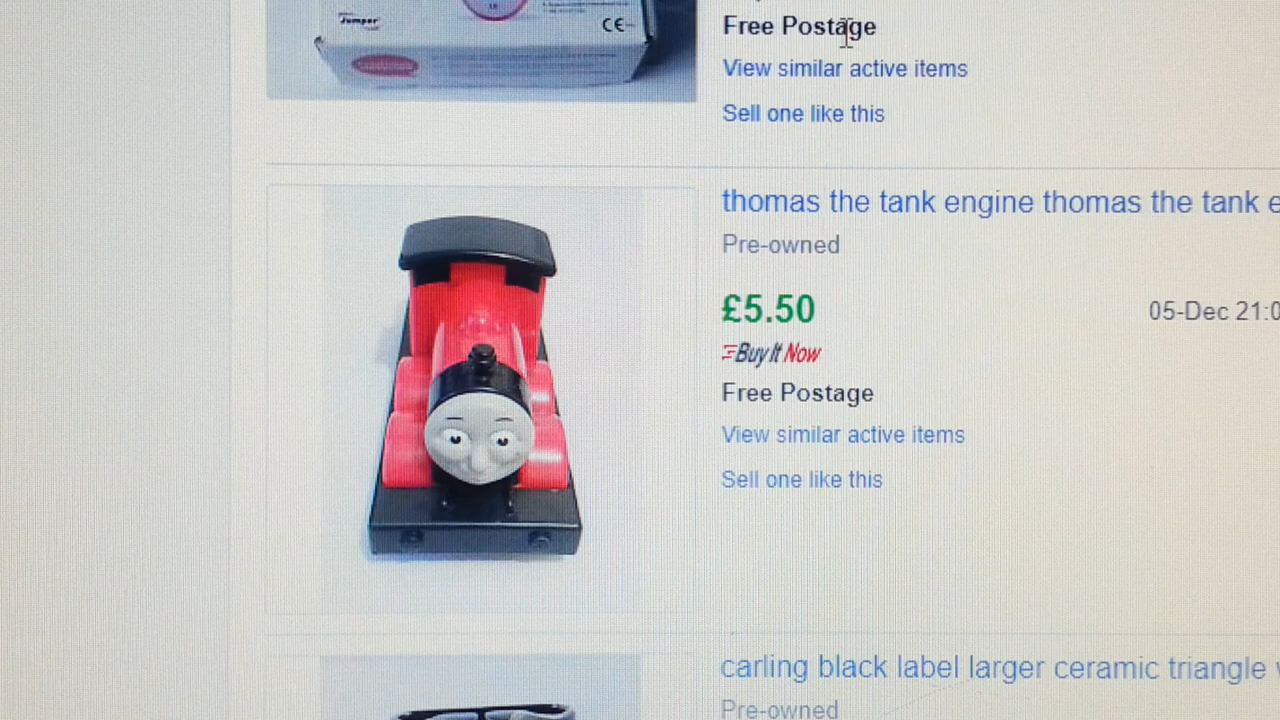 Jumper
CE
Free Postage
View similar active items
Sell one like this
thomas the tank engine thomas the tank e
Pre-owned
£5.50
05-Dec 21:0
Buy It Now
Free Postage
View similar active items
Sell one like this
carling black label larger ceramic triangle
Pre-owned